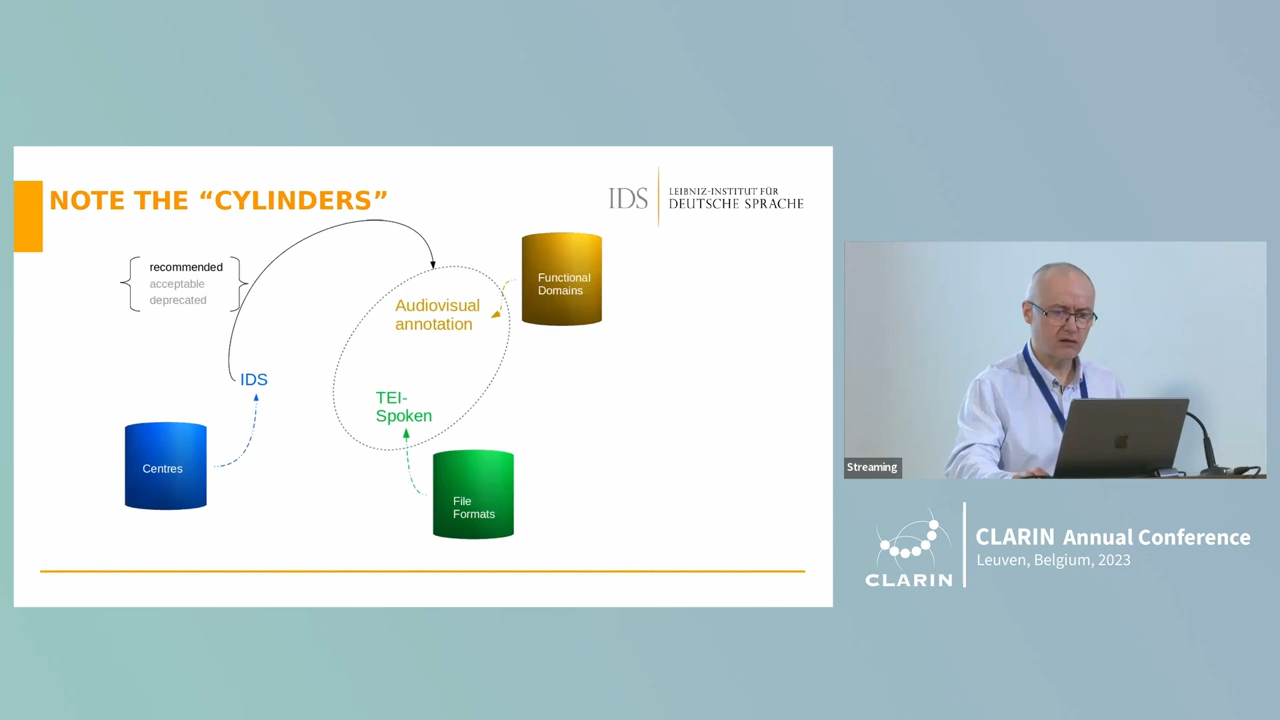 NOTE THE “CYLINDERS”
IDS
LEIBNIZ-INSTITUT FÜR
DEUTSCHE SPRACHE
recommended
acceptable
deprecated
Functional
Domains
Audiovisual
annotation
IDS
TEI-
Spoken
Centres
File
Formats
Streaming
CLARIN
CLARIN Annual Conference
Leuven, Belgium, 2023